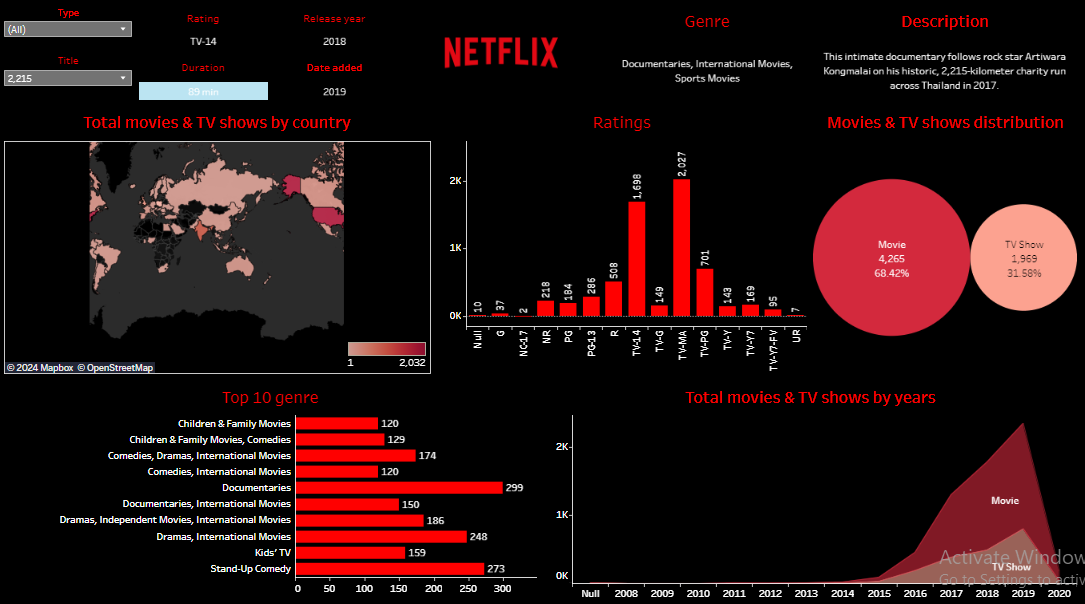 Type
(All)
Title
2,215
Rating
TV-14
Release year
2018
Duration
89 min
Date added
2019
NETFLIX
Genre
Documentaries, International Movies,
Sports Movies
Description
This intimate documentary follows rock star Artiwara
Kongmalai on his historic, 2,215-kilometer charity run
across Thailand in 2017.
Total movies & TV shows by country
1
2,032
© 2024 Mapbox © OpenStreetMap
Ratings
2K
1K
0K
10
37
2
218
184
286
508
1,698
149
2,027
701
143
169
95
7
Null
G
NC-17
NR
PG
PG-13
R
TV-14
TV-G
TV-MA
TV-PG
TV-Y
TV-Y7
TV-Y7-FV
UR
Movies & TV shows distribution
Movie
4,265
68.42%
TV Show
1,969
31.58%
Top 10 genre
Children & Family Movies 120
Children & Family Movies, Comedies 129
Comedies, Dramas, International Movies 174
Comedies, International Movies 120
Documentaries 299
Documentaries, International Movies 150
Dramas, Independent Movies, International Movies 186
Dramas, International Movies 248
Kids' TV 159
Stand-Up Comedy 273
0 50 100 150 200 250 300
Total movies & TV shows by years
2K
1K
0K
Movie
TV Show
Null 2008 2009 2010 2011 2012 2013 2014 2015 2016 2017 2018 2019 2020
Activate Window
Go to Settings to activ